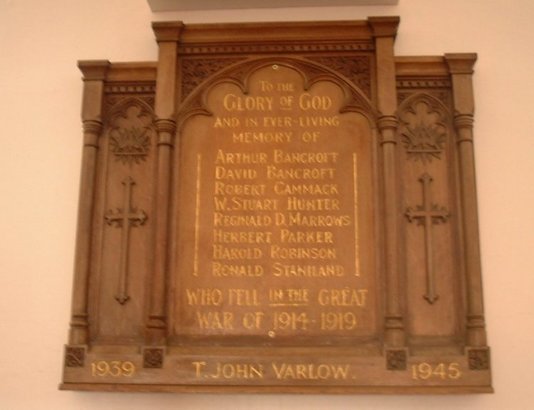 TO THE
GLORY OF GOD
AND IN EVER-LIVING
MEMORY OF
ARTHUR BANCROFT
DAVID BANCROFT
ROBERT CAMMACK
W. STUART HUNTER
REGINALD D. MARROWS
HERBERT PARKER
HAROLD ROBINSON
RONALD STANILAND
WHO FELL IN THE GREAT
WAR OF 1914-1919
1939 T. JOHN VARLOW. 1945